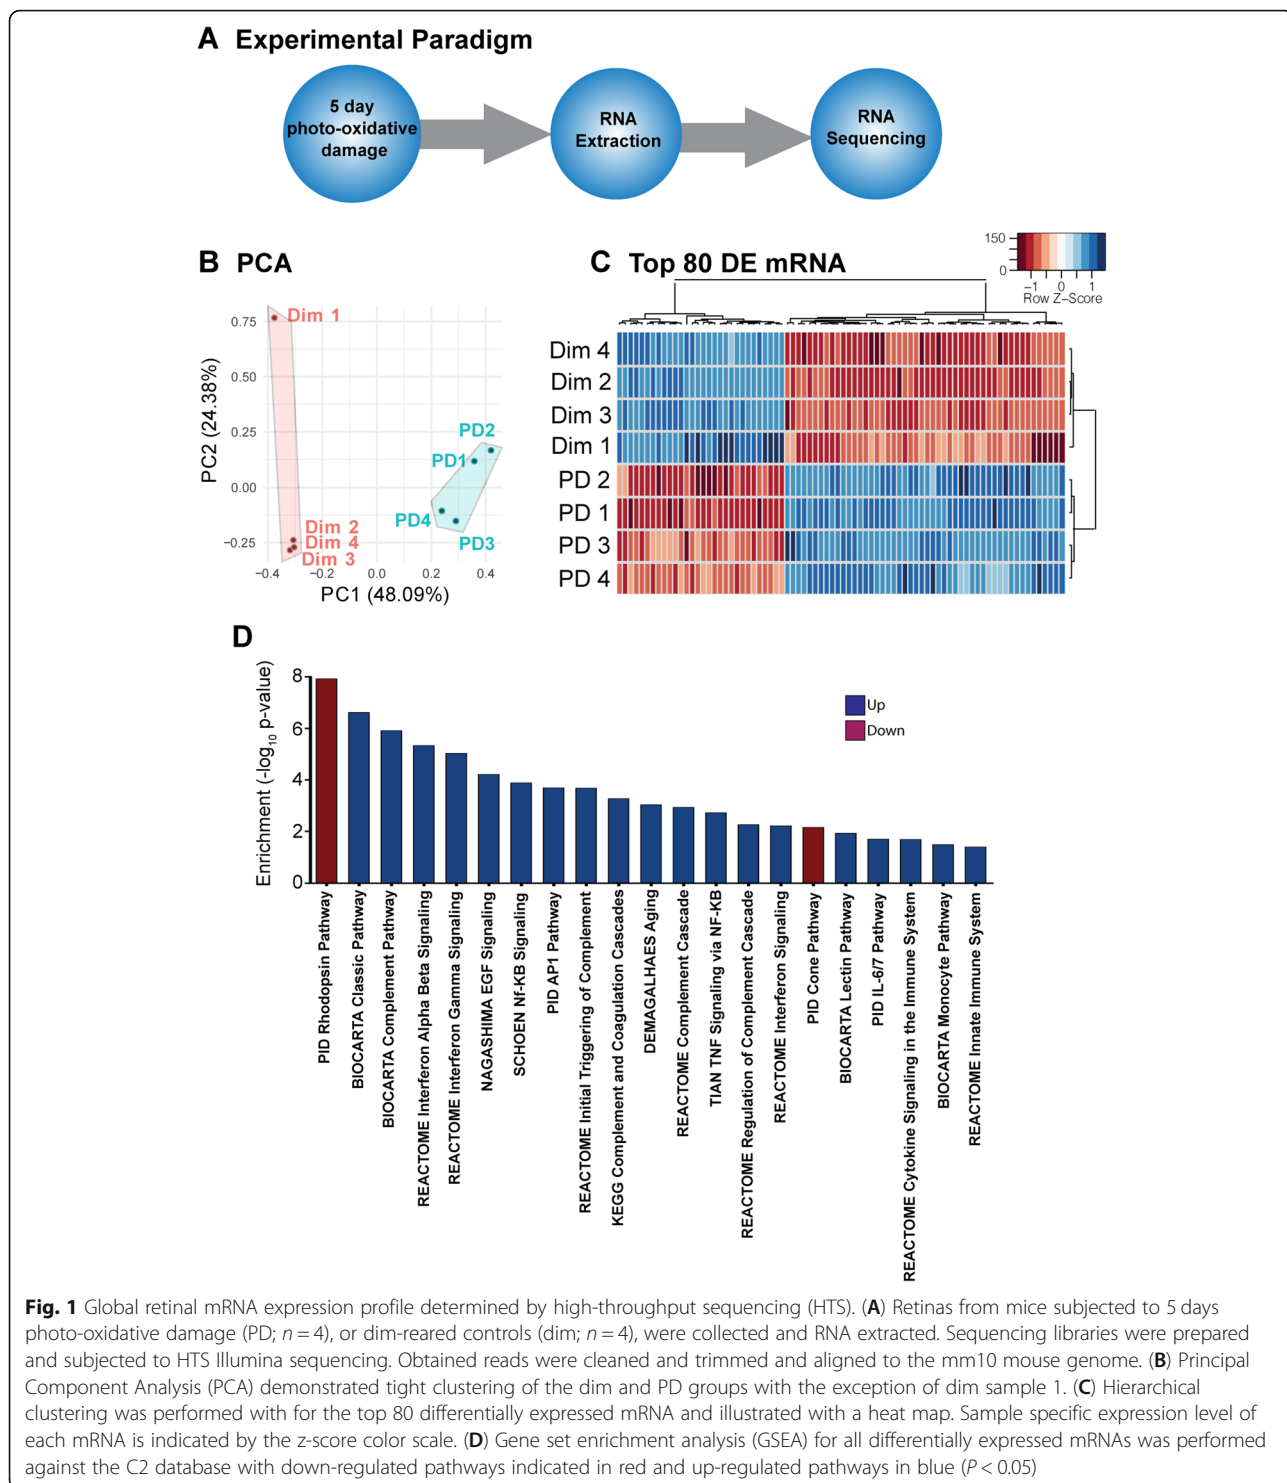 A Experimental Paradigm
5 day
photo-oxidative
damage
RNA
Extraction
RNA
Sequencing
B PCA
0.75
0.50
0.25
0.00
−0.25
PC2 (24.38%)
−0.4
−0.2
0.0
0.2
0.4
PC1 (48.09%)
Dim 1
Dim 2
Dim 4
Dim 3
PD2
PD1
PD4
PD3
C Top 80 DE mRNA
150
0
−1
0
1
Row Z−Score
Dim 4
Dim 2
Dim 3
Dim 1
PD 2
PD 1
PD 3
PD 4
D
Enrichment (-log10 p-value)
8
6
4
2
0
Up
Down
PID Rhodopsin Pathway
BIOCARTA Classic Pathway
BIOCARTA Complement Pathway
REACTOME Interferon Alpha Beta Signaling
REACTOME Interferon Gamma Signaling
NAGASHIMA EGF Signaling
SCHOEN Nf-KB Signaling
PID AP1 Pathway
REACTOME Initial Triggering of Complement
KEGG Complement and Coagulation Cascades
DEMAGALHAES Aging
REACTOME Complement Cascade
TIAN TNF Signaling via NF-KB
REACTOME Regulation of Complement Cascade
REACTOME Interferon Signaling
PID Cone Pathway
BIOCARTA Lectin Pathway
PID IL-6/7 Pathway
REACTOME Cytokine Signaling in the Immune System
BIOCARTA Monocyte Pathway
REACTOME Innate Immune System
Fig. 1 Global retinal mRNA expression profile determined by high-throughput sequencing (HTS). (A) Retinas from mice subjected to 5 days
photo-oxidative damage (PD; n = 4), or dim-reared controls (dim; n = 4), were collected and RNA extracted. Sequencing libraries were prepared
and subjected to HTS Illumina sequencing. Obtained reads were cleaned and trimmed and aligned to the mm10 mouse genome. (B) Principal
Component Analysis (PCA) demonstrated tight clustering of the dim and PD groups with the exception of dim sample 1. (C) Hierarchical
clustering was performed with for the top 80 differentially expressed mRNA and illustrated with a heat map. Sample specific expression level of
each mRNA is indicated by the z-score color scale. (D) Gene set enrichment analysis (GSEA) for all differentially expressed mRNAs was performed
against the C2 database with down-regulated pathways indicated in red and up-regulated pathways in blue (P < 0.05)